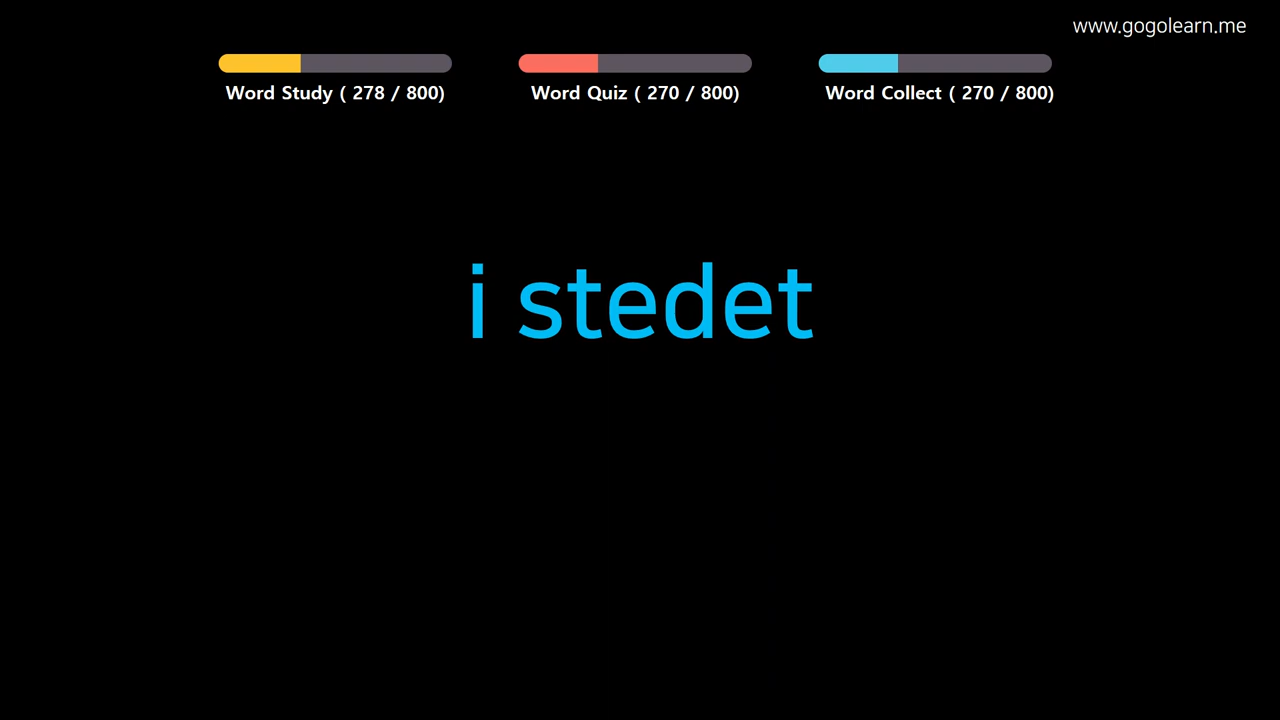 www.gogolearn.me
Word Study ( 278 / 800)
Word Quiz ( 270 / 800)
Word Collect ( 270 / 800)
i stedet